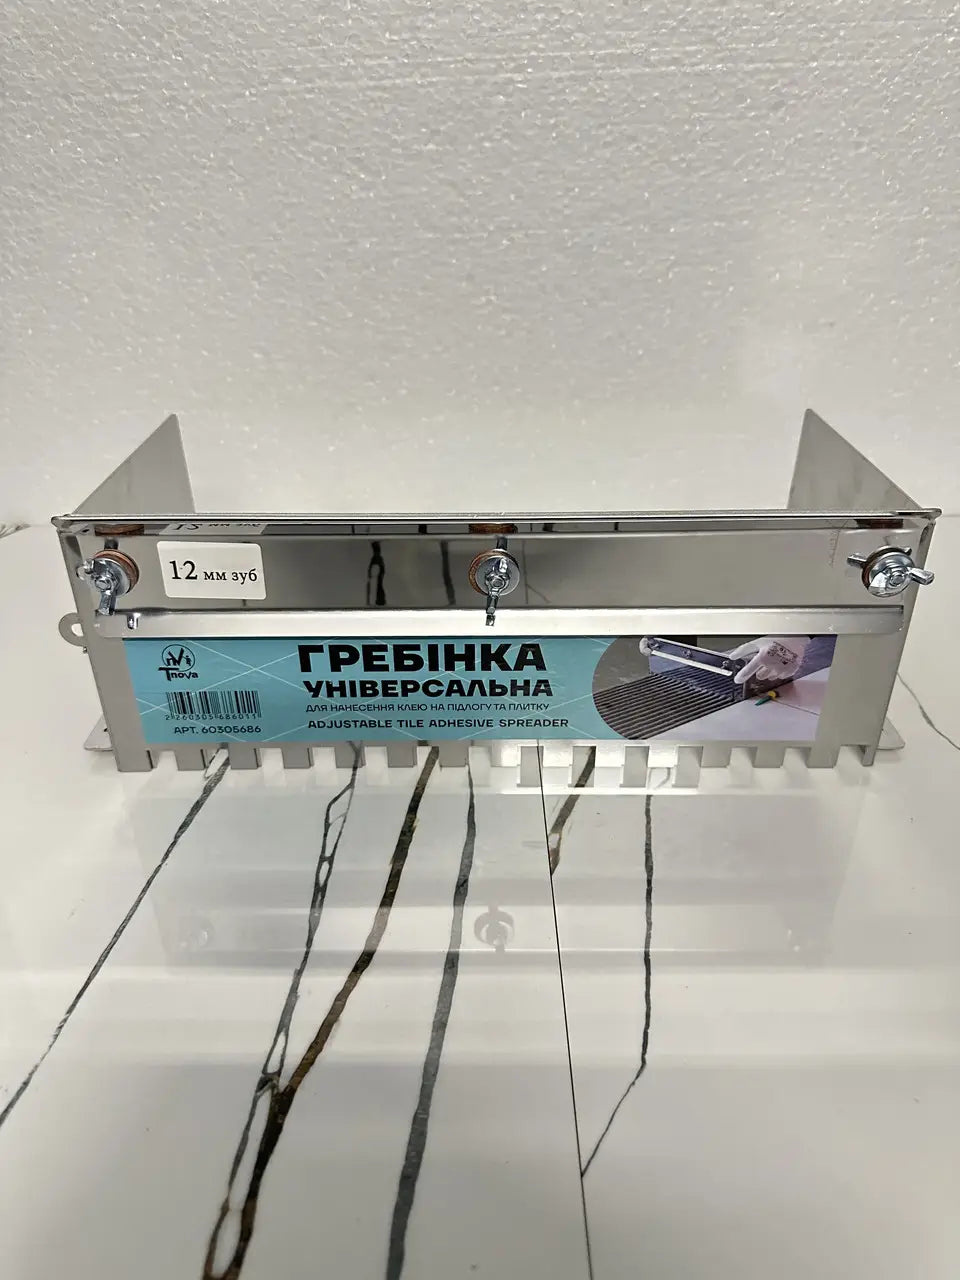 12 мм зуб
Tnova
ГРЕБІНКА
УНІВЕРСАЛЬНА
ДЛЯ НАНЕСЕННЯ КЛЕЮ НА ПІДЛОГУ ТА ПЛИТКУ
ADJUSTABLE TILE ADHESIVE SPREADER
2260305686011
АРТ. 60305686